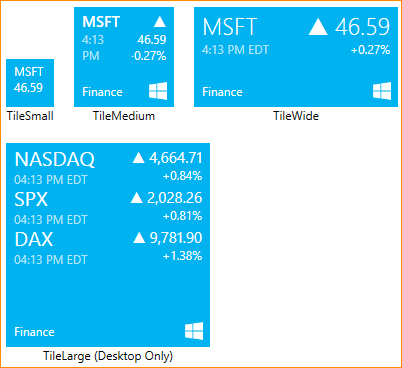 MSFT
46.59
TileSmall
MSFT ▲
4:13 46.59
PM -0.27%
Finance
TileMedium
MSFT ▲ 46.59
4:13 PM EDT +0.27%
Finance
TileWide
NASDAQ ▲ 4,664.71
04:13 PM EDT +0.84%
SPX ▲ 2,028.26
04:13 PM EDT +0.81%
DAX ▲ 9,781.90
04:13 PM EDT +1.38%
Finance
TileLarge (Desktop Only)